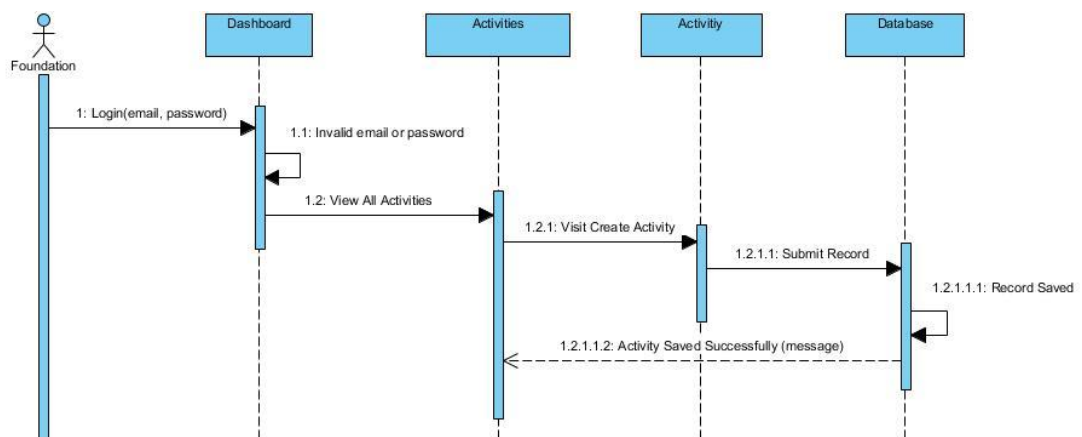 Dashboard
Activities
Activitiy
Database
Foundation
1: Login(email, password)
1.1: Invalid email or password
1.2: View All Activities
1.2.1: Visit Create Activity
1.2.1.1: Submit Record
1.2.1.1.1: Record Saved
1.2.1.1.2: Activity Saved Successfully (message)